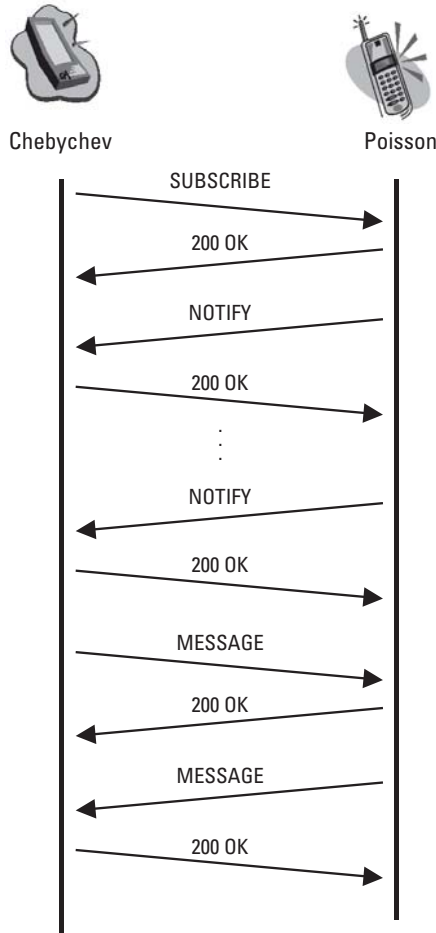 Chebychev
Poisson
SUBSCRIBE
200 OK
NOTIFY
200 OK
.
.
.
NOTIFY
200 OK
MESSAGE
200 OK
MESSAGE
200 OK